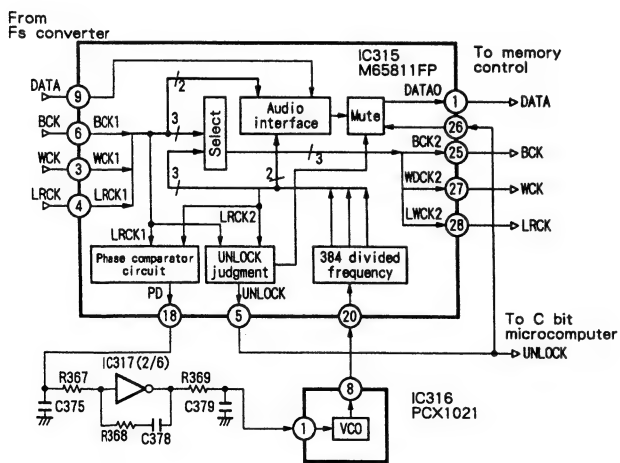 From
Fs converter
IC315
M65811FP
To memory
control
DATA
9
2
DATA0
1
DATA
BCK
6
BCK1
3
Select
Audio
interface
Mute
26
WCK
3
WCK1
3
3
BCK2
25
BCK
2
WDCK2
27
WCK
LRCK
4
LRCK1
LRCK2
LWCK2
28
LRCK
LRCK1
Phase comparator
circuit
UNLOCK
judgment
384 divided
frequency
PD
UNLOCK
18
5
20
To C bit
microcomputer
UNLOCK
IC317(2/6)
R367
R369
8
IC316
PCX1021
C375
R368
C378
C379
1
VCO